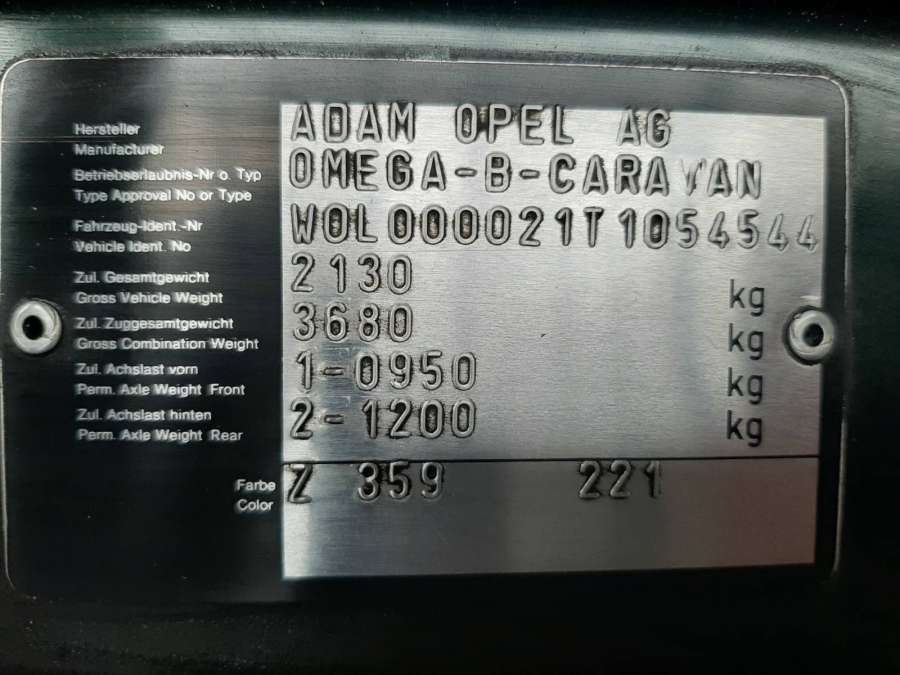 Hersteller
Manufacturer
ADAM OPEL AG
Betriebserlaubnis-Nr o. Typ
Type Approval No or Type
OMEGA-B-CARAVAN
Fahrzeug-Ident.-Nr
Vehicle Ident. No
W0L000021T1054544
Zul. Gesamtgewicht
Gross Vehicle Weight
2130 kg
Zul. Zuggesamtgewicht
Gross Combination Weight
3680 kg
Zul. Achslast vorn
Perm. Axle Weight Front
1-0950 kg
Zul. Achslast hinten
Perm. Axle Weight Rear
2-1200 kg
Farbe
Color
Z 359 221